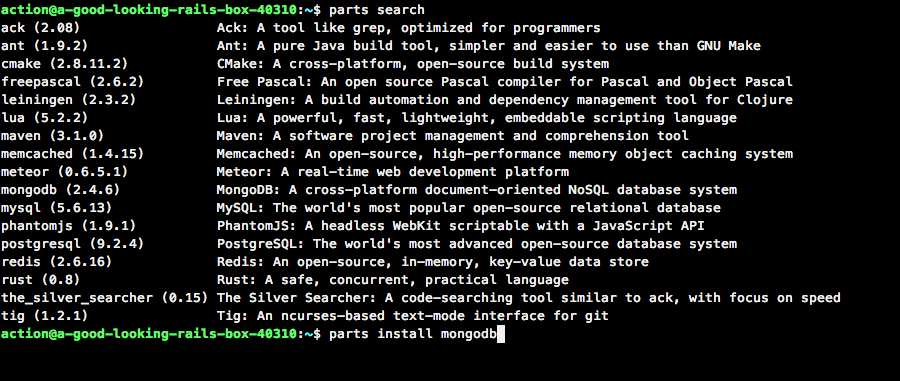 action@a-good-looking-rails-box-40310:~$ parts search
ack (2.08) Ack: A tool like grep, optimized for programmers
ant (1.9.2) Ant: A pure Java build tool, simpler and easier to use than GNU Make
cmake (2.8.11.2) CMake: A cross-platform, open-source build system
freepascal (2.6.2) Free Pascal: An open source Pascal compiler for Pascal and Object Pascal
leiningen (2.3.2) Leiningen: A build automation and dependency management tool for Clojure
lua (5.2.2) Lua: A powerful, fast, lightweight, embeddable scripting language
maven (3.1.0) Maven: A software project management and comprehension tool
memcached (1.4.15) Memcached: An open-source, high-performance memory object caching system
meteor (0.6.5.1) Meteor: A real-time web development platform
mongodb (2.4.6) MongoDB: A cross-platform document-oriented NoSQL database system
mysql (5.6.13) MySQL: The world's most popular open-source relational database
phantomjs (1.9.1) PhantomJS: A headless WebKit scriptable with a JavaScript API
postgresql (9.2.4) PostgreSQL: The world's most advanced open-source database system
redis (2.6.16) Redis: An open-source, in-memory, key-value data store
rust (0.8) Rust: A safe, concurrent, practical language
the_silver_searcher (0.15) The Silver Searcher: A code-searching tool similar to ack, with focus on speed
tig (1.2.1) Tig: An ncurses-based text-mode interface for git
action@a-good-looking-rails-box-40310:~$ parts install mongodb